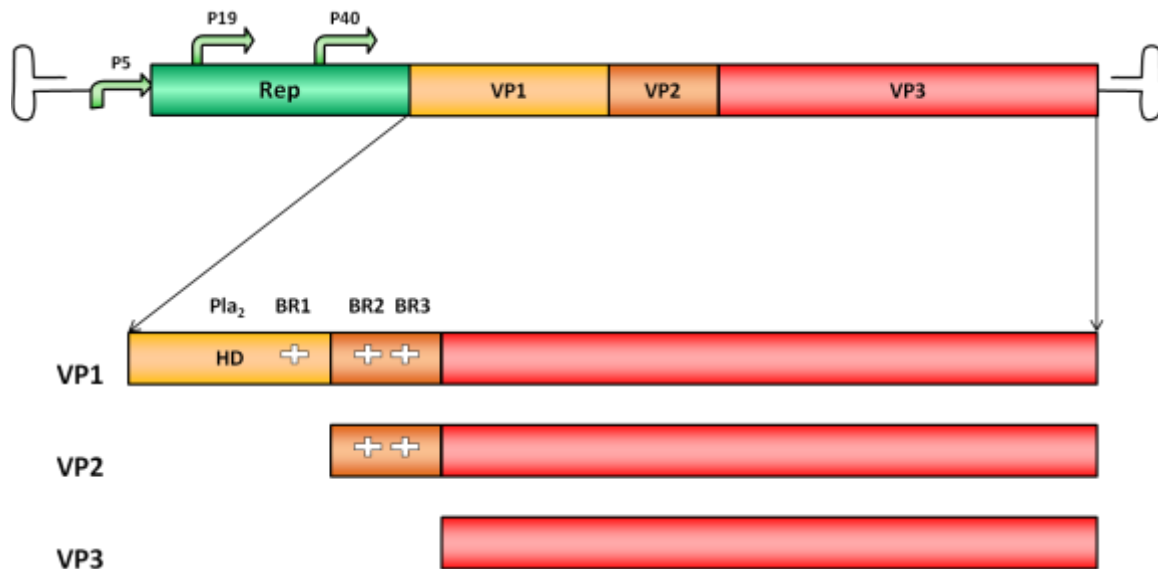 P19 P40
P5
Rep VP1 VP2 VP3
Pla₂ BR1 BR2 BR3
HD
VP1
VP2
VP3